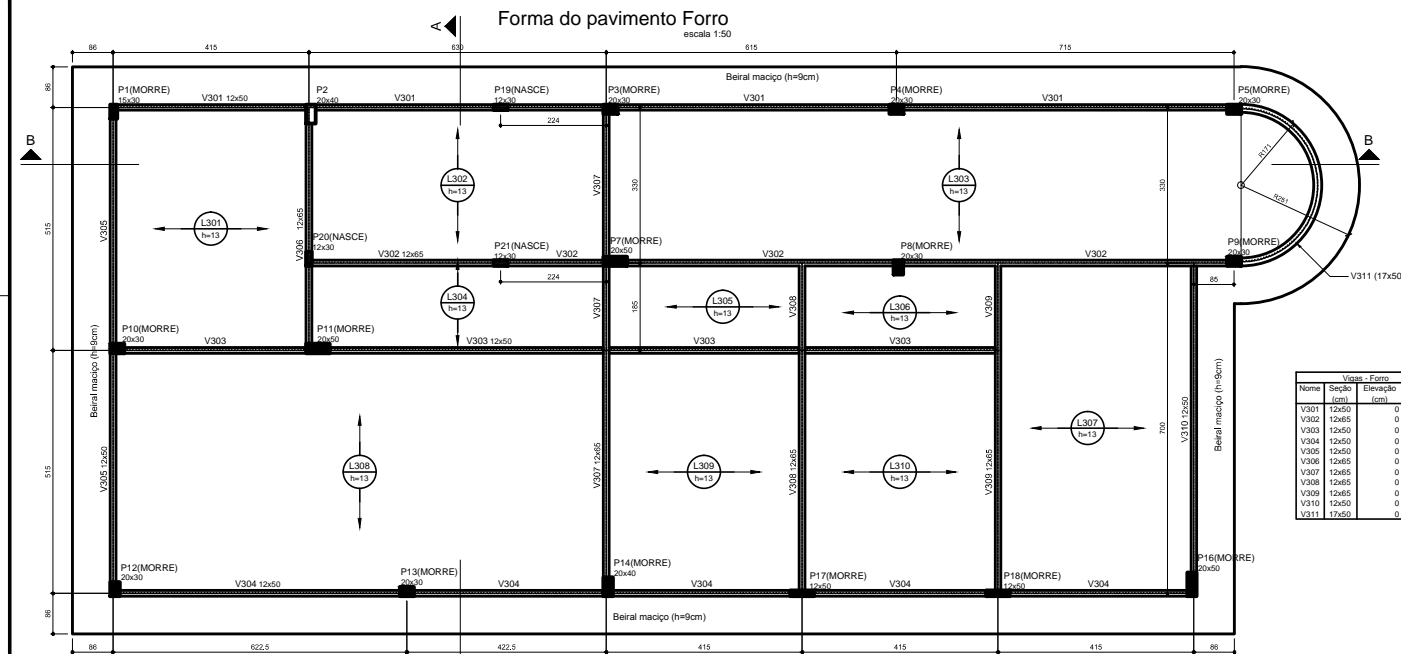 Forma do pavimento Forro
escala 1:50
A
86
415
630
615
715
86
Beiral maciço (h=9cm)
P1(MORRE)
15x30
V301 12x50
P2
20x40
V301
P19(NASCE)
12x30
P3(MORRE)
20x30
V301
P4(MORRE)
20x30
V301
P5(MORRE)
20x30
224
B
B
R171
R251
L302
h=13
V307
330
L303
h=13
330
515
V305
L301
h=13
12x65
V306
P20(NASCE)
12x30
V302 12x65
P21(NASCE)
12x30
V302
P7(MORRE)
20x50
V302
P8(MORRE)
20x30
V302
P9(MORRE)
20x30
V311 (17x50
224
85
L304
h=13
V307
185
L305
h=13
V308
L306
h=13
V309
P10(MORRE)
20x30
V303
P11(MORRE)
20x50
V303 12x50
V303
V303
Beiral maciço (h=9cm)
Beiral maciço (h=9cm)
515
V305 12x50
L308
h=13
V307 12x65
L309
h=13
V308 12x65
L310
h=13
V309 12x65
L307
h=13
700
V310 12x50
P12(MORRE)
20x30
V304 12x50
P13(MORRE)
20x30
V304
P14(MORRE)
20x40
V304
P17(MORRE)
12x50
V304
P18(MORRE)
12x50
V304
P16(MORRE)
20x50
86
Beiral maciço (h=9cm)
86
622.5
422.5
415
415
415
86
Vigas - Forro
Nome Seção Elevação
(cm) (cm)
V301 12x50 0
V302 12x65 0
V303 12x50 0
V304 12x50 0
V305 12x50 0
V306 12x65 0
V307 12x65 0
V308 12x65 0
V309 12x65 0
V310 12x50 0
V311 17x50 0